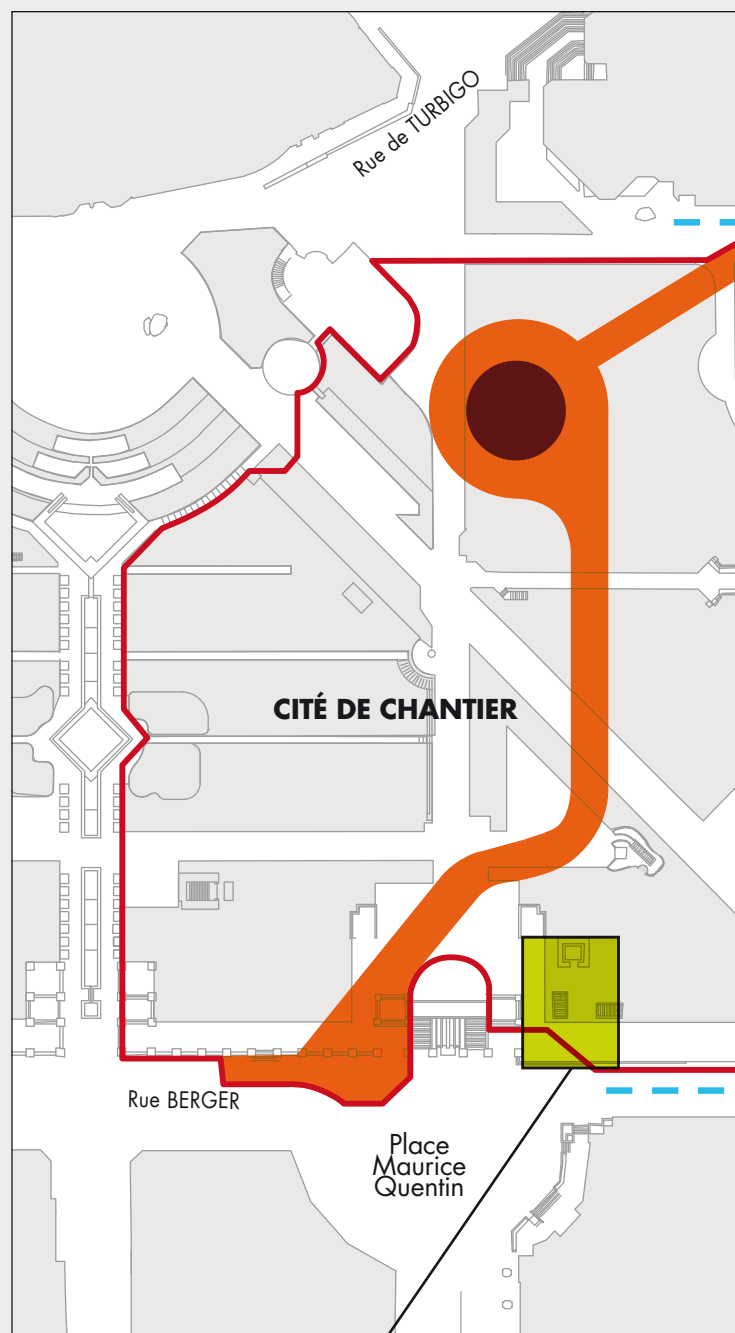 Rue de TURBIGO
CITÉ DE CHANTIER
Rue BERGER
Place
Maurice
Quentin